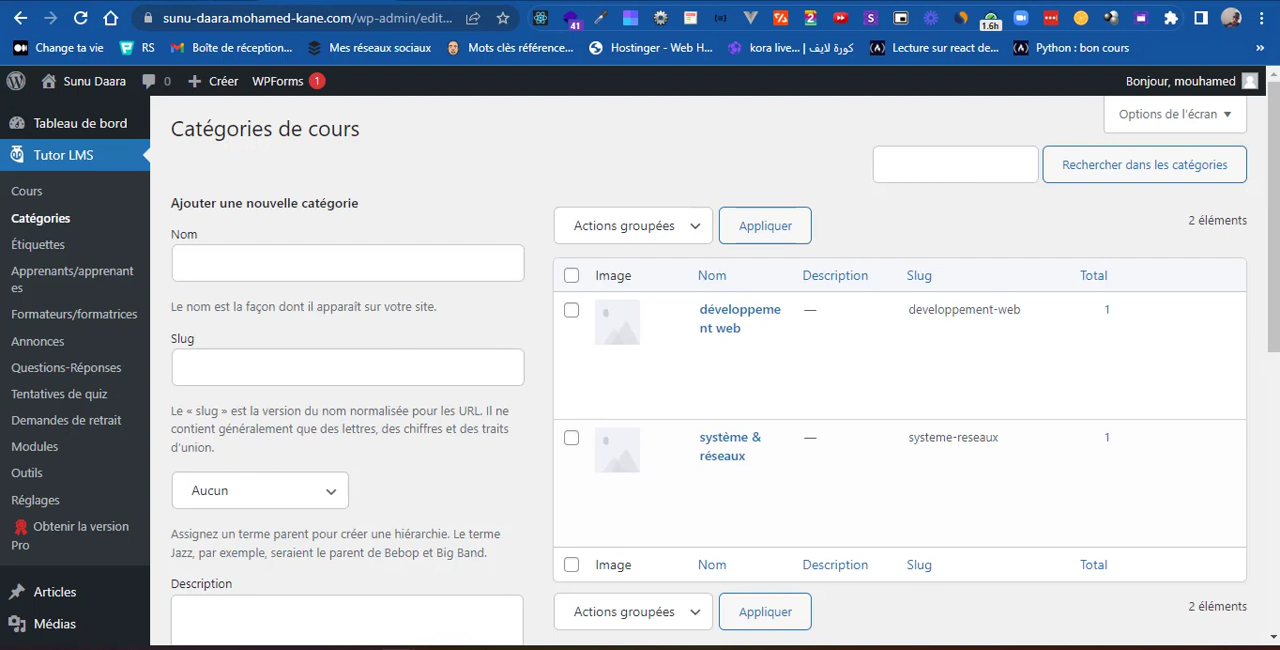 sunu-daara.mohamed-kane.com/wp-admin/edit...
41
2
S
1.6h
Change ta vie
RS
Boîte de réception...
Mes réseaux sociaux
Mots clés référence...
Hostinger - Web H...
kora live... | كورة لايف
Lecture sur react de...
Python : bon cours
»
Sunu Daara
0
Créer
WPForms
1
Bonjour, mouhamed
Tableau de bord
Tutor LMS
Cours
Catégories
Étiquettes
Apprenants/apprenant
es
Formateurs/formatrices
Annonces
Questions-Réponses
Tentatives de quiz
Demandes de retrait
Modules
Outils
Réglages
Obtenir la version
Pro
Articles
Médias
Catégories de cours
Options de l'écran
Rechercher dans les catégories
Ajouter une nouvelle catégorie
Nom
Le nom est la façon dont il apparaît sur votre site.
Slug
Le « slug » est la version du nom normalisée pour les URL. Il ne
contient généralement que des lettres, des chiffres et des traits
d'union.
Aucun
Assignez un terme parent pour créer une hiérarchie. Le terme
Jazz, par exemple, seraient le parent de Bebop et Big Band.
Description
Actions groupées
Appliquer
2 éléments
Image Nom Description Slug Total
développeme — developpement-web 1
nt web
système & — systeme-reseaux 1
réseaux
Image Nom Description Slug Total
Actions groupées
Appliquer
2 éléments